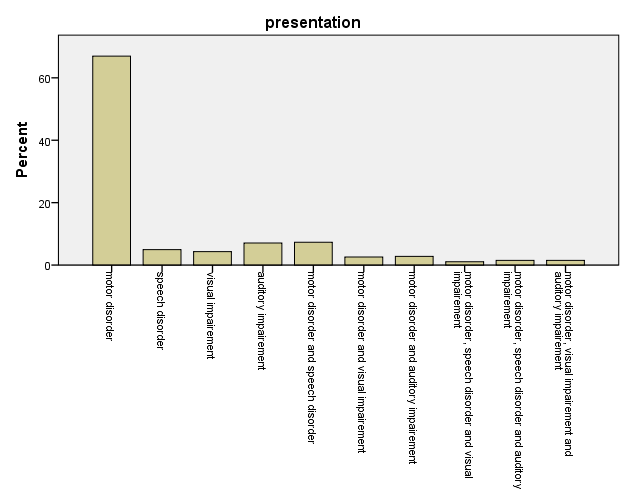 presentation
Percent
60
40
20
0
motor disorder
speech disorder
visual impairement
auditory impairement
motor disorder and speech disorder
motor disorder and visual impairement
motor disorder and auditory impairement
motor disorder, speech disorder and visual
impairement
motor disorder, speech disorder and auditory
impairement
motor disorder, visual impairement and
auditory impairement